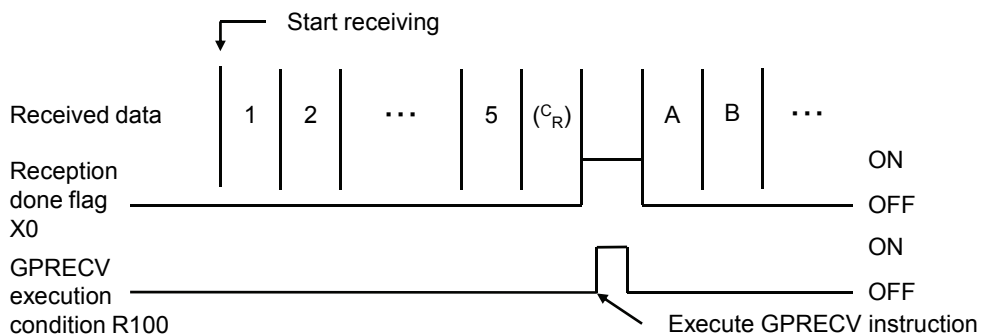 Start receiving
Received data 1 2 ··· 5 (CR) A B ···
Reception
done flag
X0
ON
OFF
GPRECV
execution
condition R100
ON
OFF
Execute GPRECV instruction